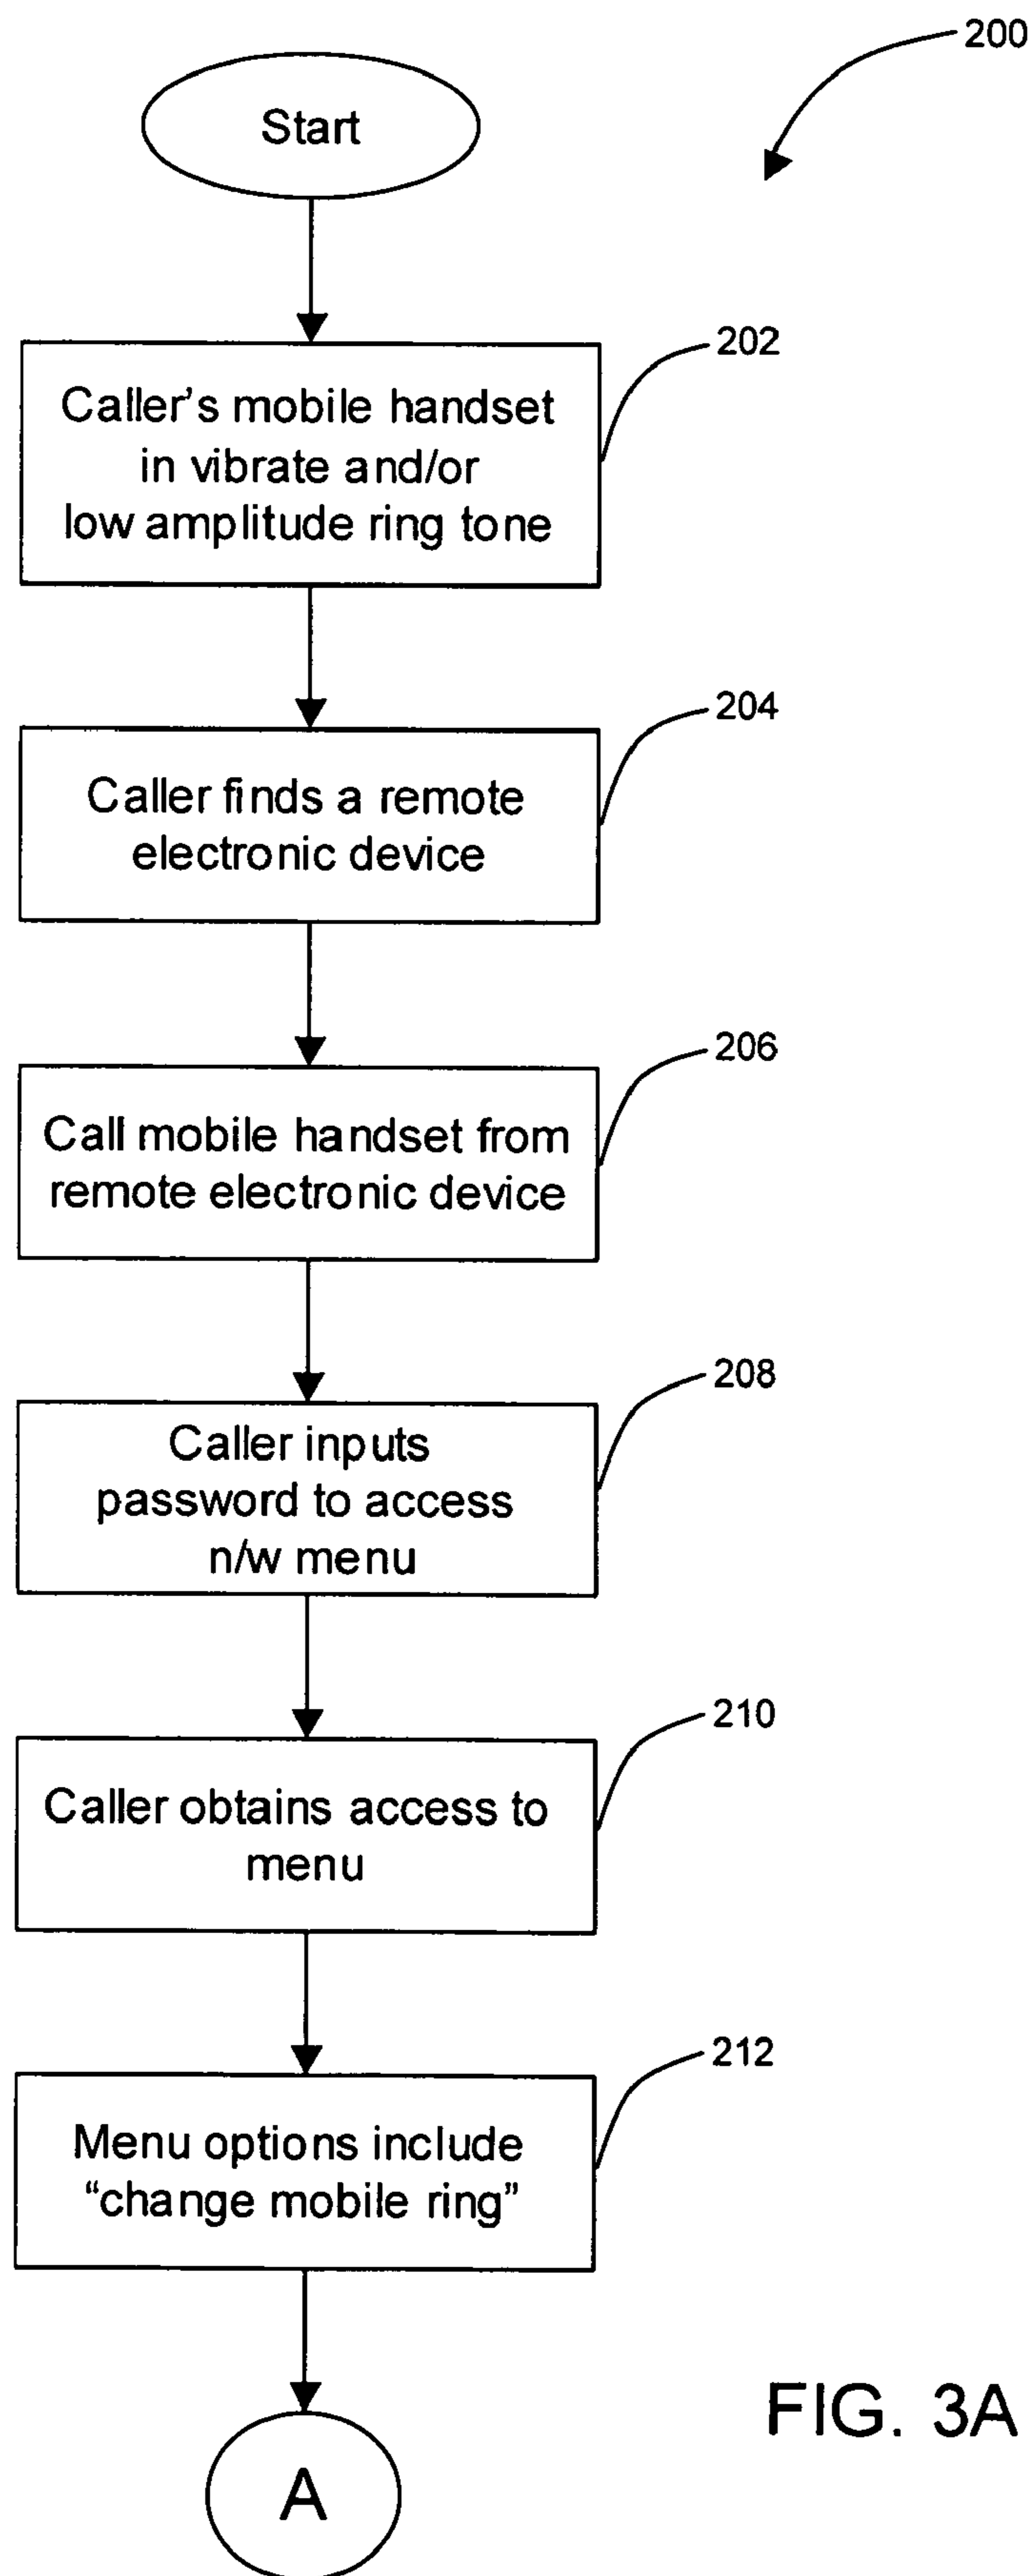 200
Start
202
Caller's mobile handset
in vibrate and/or
low amplitude ring tone
204
Caller finds a remote
electronic device
206
Call mobile handset from
remote electronic device
208
Caller inputs
password to access
n/w menu
210
Caller obtains access to
menu
212
Menu options include
“change mobile ring”
A
FIG. 3A